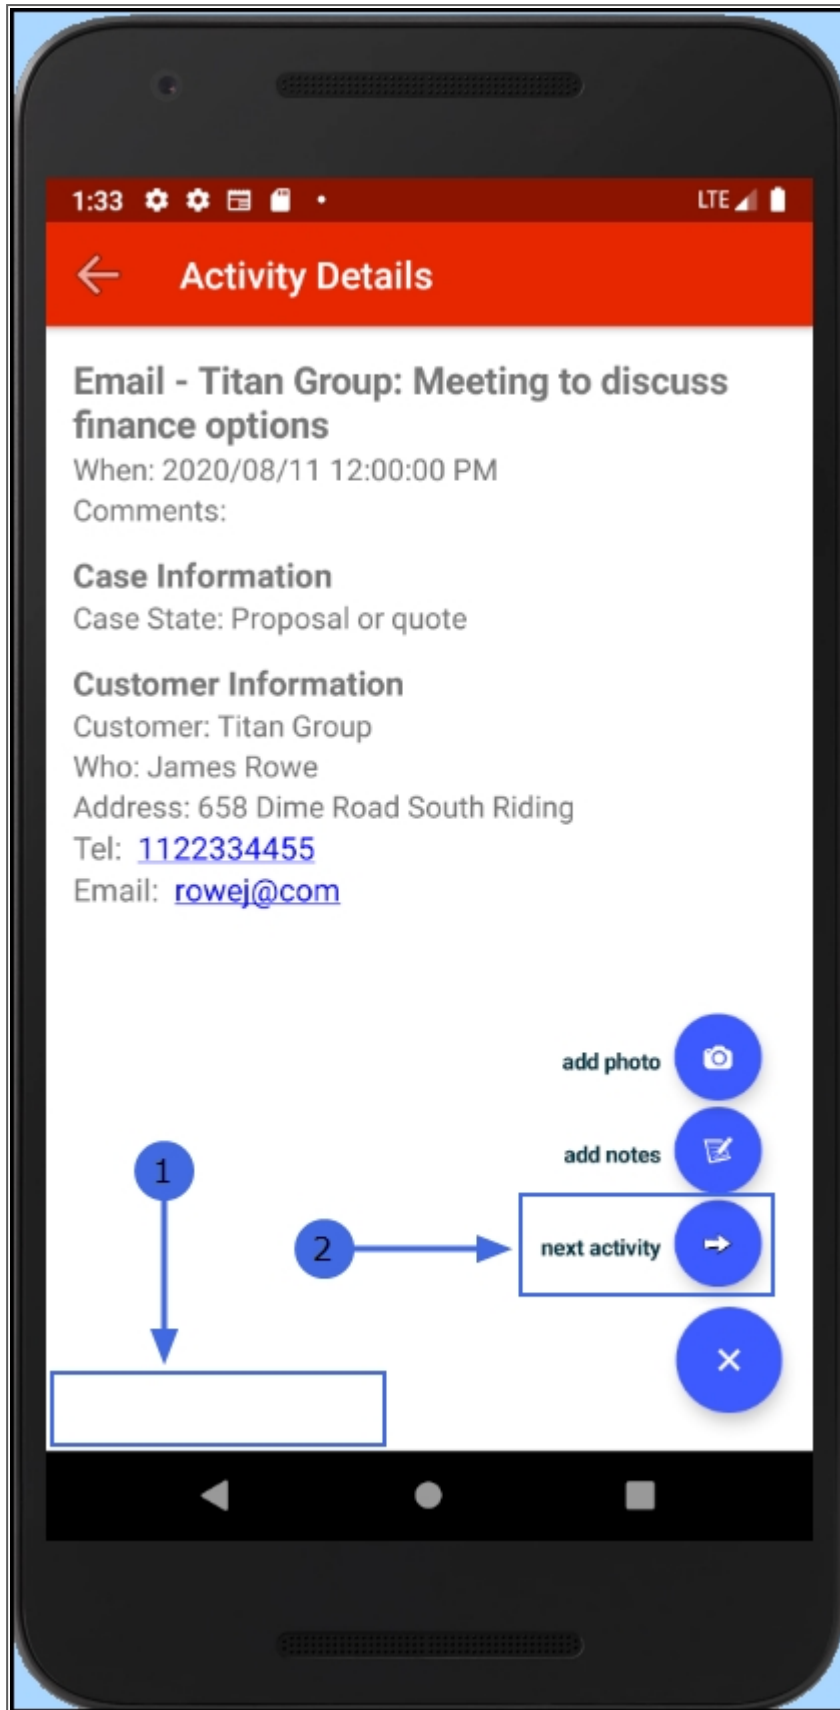 1:33 LTE
Activity Details
Email - Titan Group: Meeting to discuss
finance options
When: 2020/08/11 12:00:00 PM
Comments:
Case Information
Case State: Proposal or quote
Customer Information
Customer: Titan Group
Who: James Rowe
Address: 658 Dime Road South Riding
Tel: 1122334455
Email: rowej@com
add photo
add notes
1
2
next activity